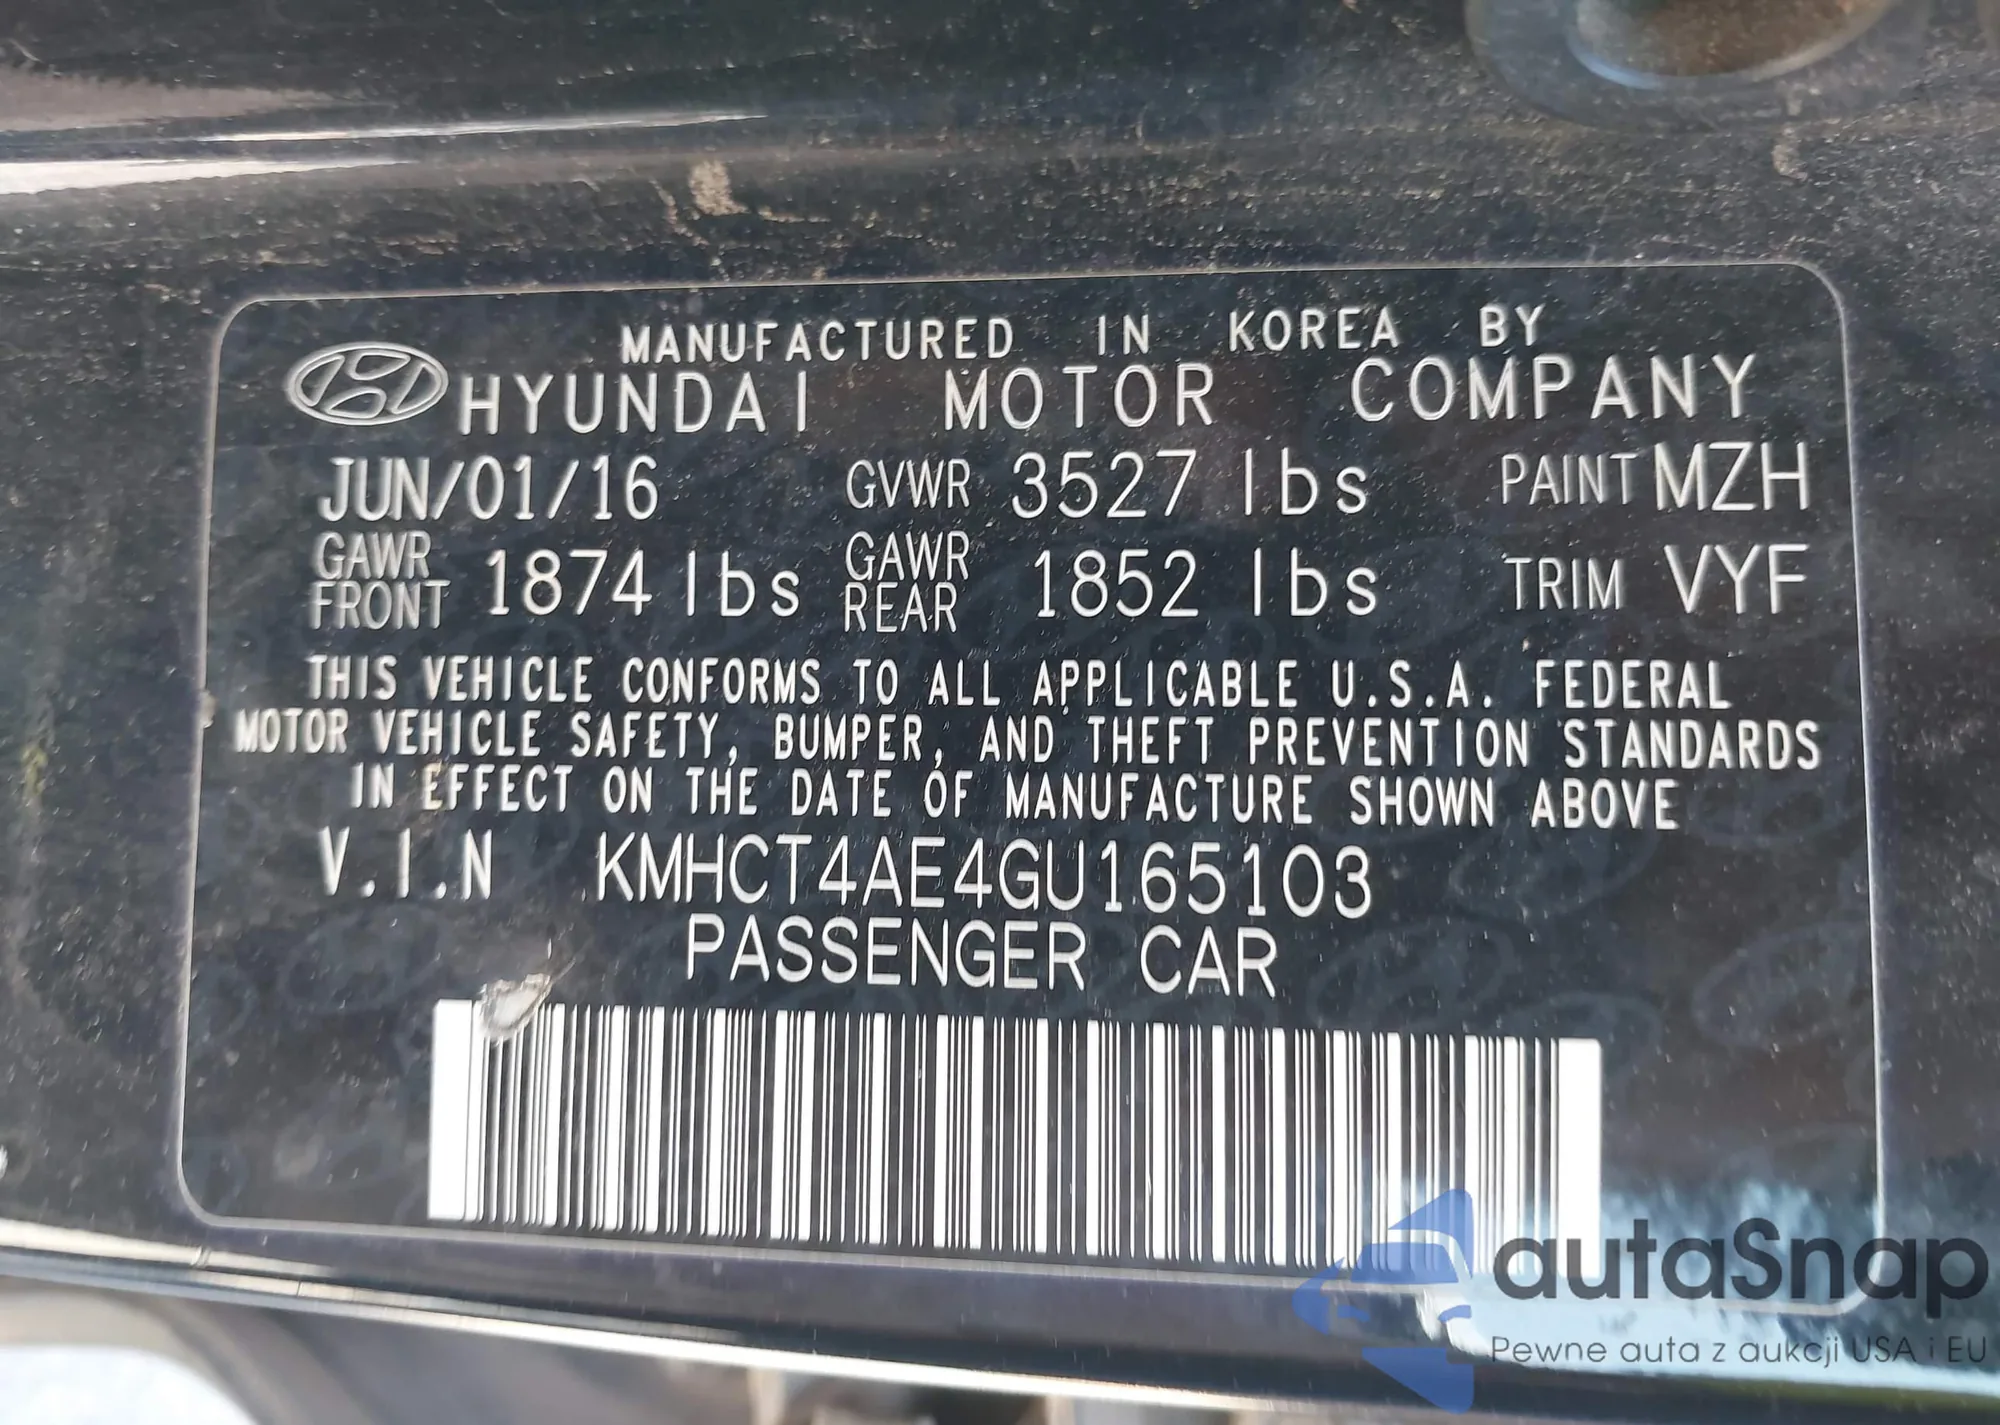 MANUFACTURED IN KOREA BY
HYUNDAI MOTOR COMPANY
JUN/01/16 GVWR 3527 lbs PAINT MZH
GAWR FRONT 1874 lbs GAWR REAR 1852 lbs TRIM VYF
THIS VEHICLE CONFORMS TO ALL APPLICABLE U.S.A. FEDERAL
MOTOR VEHICLE SAFETY, BUMPER, AND THEFT PREVENTION STANDARDS
IN EFFECT ON THE DATE OF MANUFACTURE SHOWN ABOVE
V.I.N KMHCT4AE4GU165103
PASSENGER CAR
autaSnap
Pewne auta z aukcji USA i EU